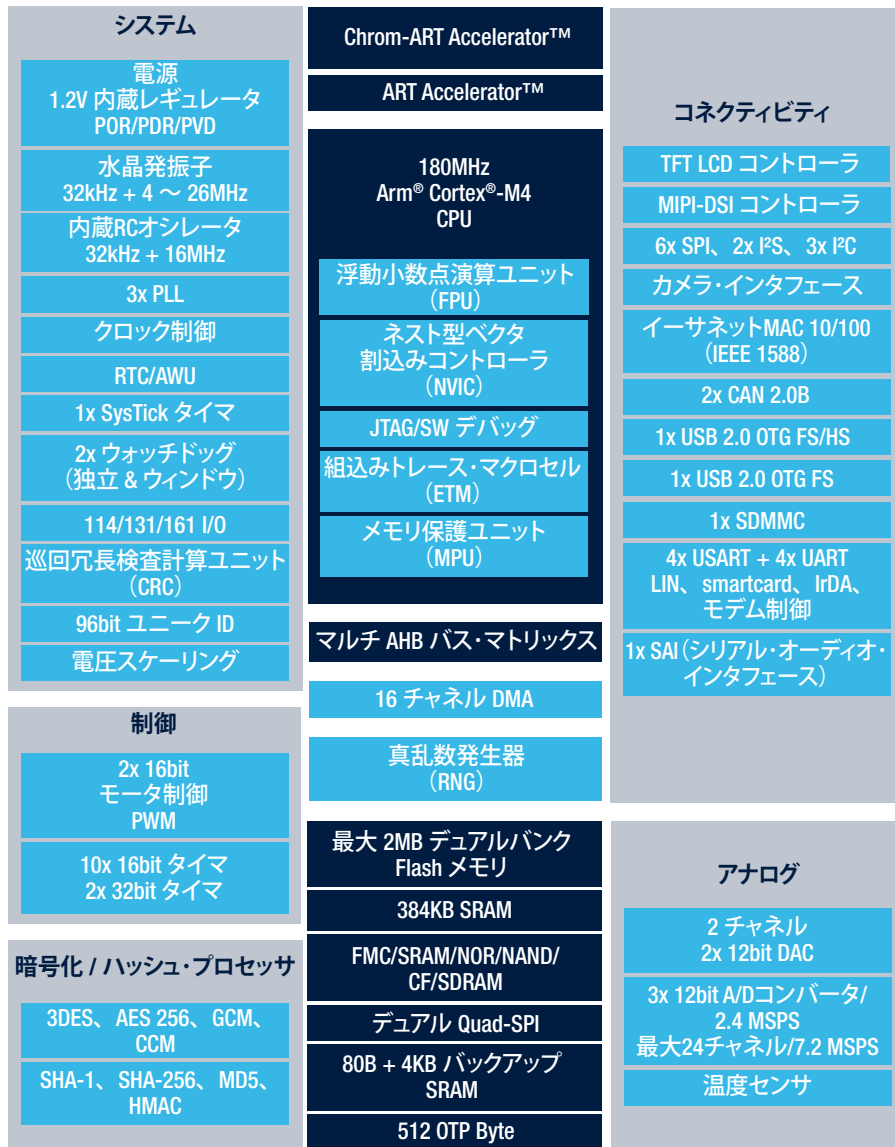 システム
電源
1.2V 内蔵レギュレータ
POR/PDR/PVD
水晶発振子
32kHz + 4 ～ 26MHz
内蔵RCオシレータ
32kHz + 16MHz
3x PLL
クロック制御
RTC/AWU
1x SysTick タイマ
2x ウォッチドッグ
（独立 & ウィンドウ）
114/131/161 I/O
巡回冗長検査計算ユニット
（CRC）
96bit ユニーク ID
電圧スケーリング
制御
2x 16bit
モータ制御
PWM
10x 16bit タイマ
2x 32bit タイマ
暗号化 / ハッシュ・プロセッサ
3DES、AES 256、GCM、
CCM
SHA-1、SHA-256、MD5、
HMAC
Chrom-ART Accelerator™
ART Accelerator™
180MHz
Arm® Cortex®-M4
CPU
浮動小数点演算ユニット
（FPU）
ネスト型ベクタ
割込みコントローラ
（NVIC）
JTAG/SW デバッグ
組込みトレース・マクロセル
（ETM）
メモリ保護ユニット
（MPU）
マルチ AHB バス・マトリックス
16 チャネル DMA
真乱数発生器
（RNG）
最大 2MB デュアルバンク
Flash メモリ
384KB SRAM
FMC/SRAM/NOR/NAND/
CF/SDRAM
デュアル Quad-SPI
80B + 4KB バックアップ
SRAM
512 OTP Byte
コネクティビティ
TFT LCD コントローラ
MIPI-DSI コントローラ
6x SPI、2x I²S、3x I²C
カメラ・インタフェース
イーサネットMAC 10/100
（IEEE 1588）
2x CAN 2.0B
1x USB 2.0 OTG FS/HS
1x USB 2.0 OTG FS
1x SDMMC
4x USART + 4x UART
LIN、smartcard、IrDA、
モデム制御
1x SAI（シリアル・オーディオ・
インタフェース）
アナログ
2 チャネル
2x 12bit DAC
3x 12bit A/Dコンバータ/
2.4 MSPS
最大24チャネル/7.2 MSPS
温度センサ